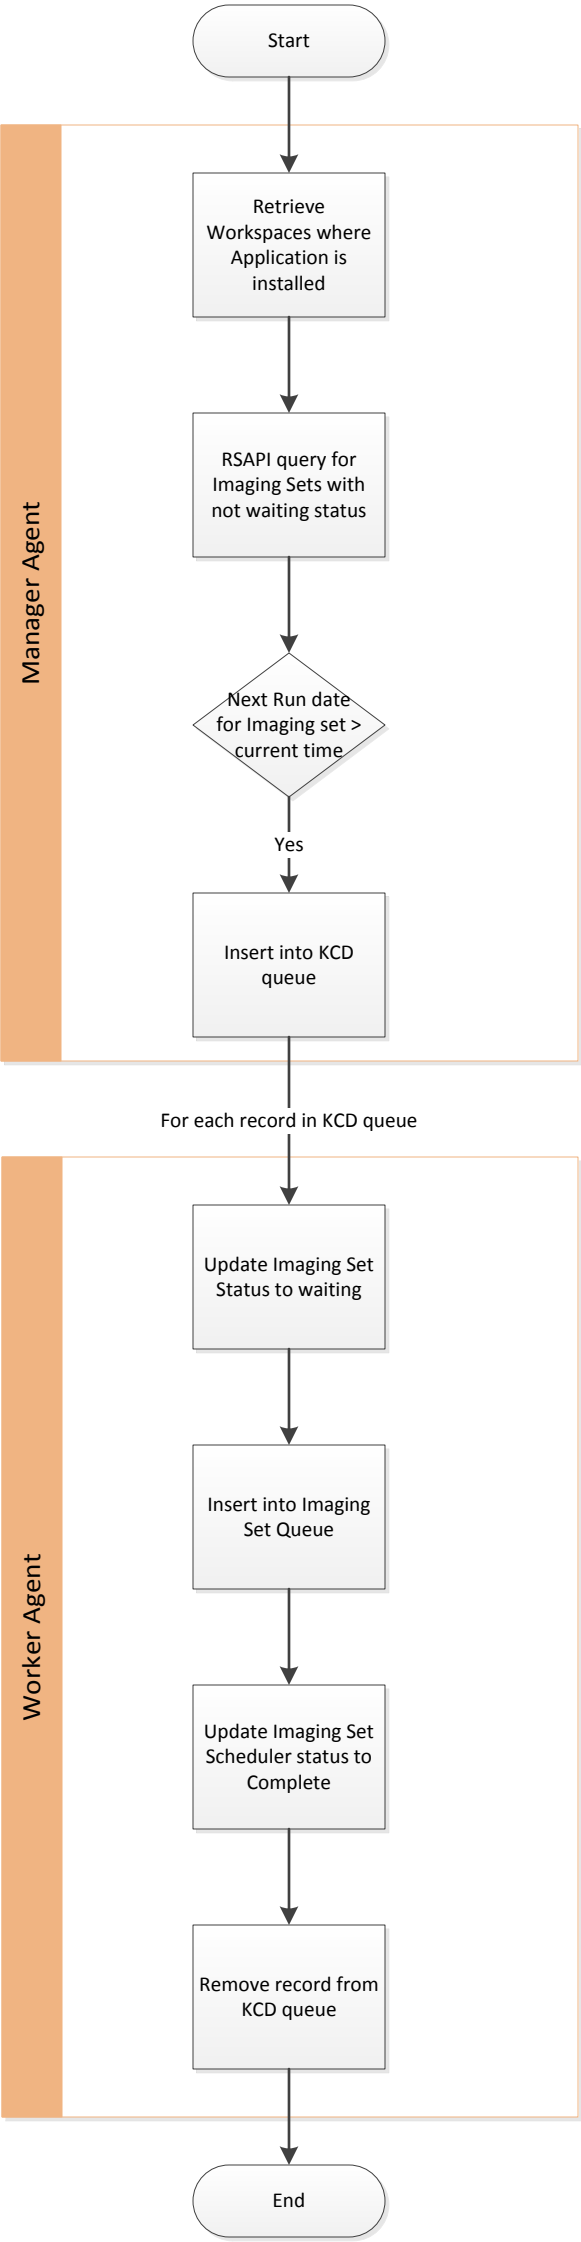 Start
Manager Agent
Retrieve
Workspaces where
Application is
installed
RSAPI query for
Imaging Sets with
not waiting status
Next Run date
for Imaging set >
current time
Yes
Insert into KCD
queue
For each record in KCD queue
Worker Agent
Update Imaging Set
Status to waiting
Insert into Imaging
Set Queue
Update Imaging Set
Scheduler status to
Complete
Remove record from
KCD queue
End